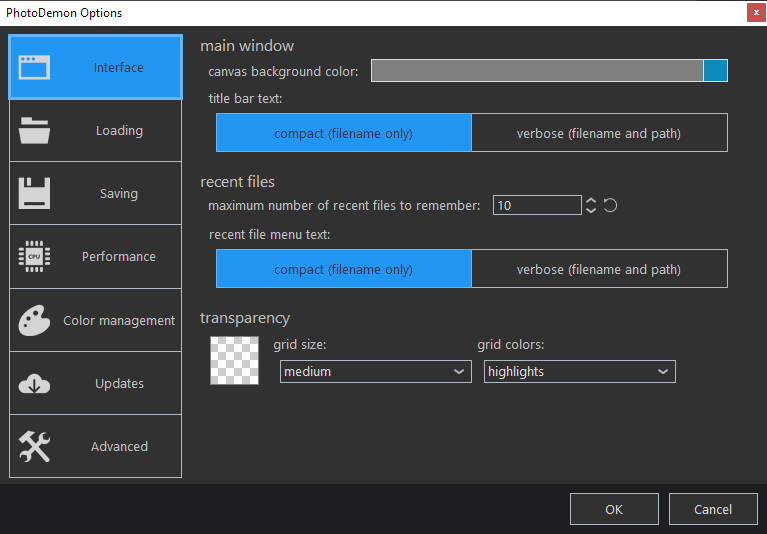 PhotoDemon Options
x
Interface
Loading
Saving
CPU
Performance
Color management
Updates
Advanced
main window
canvas background color:
title bar text:
compact (filename only) verbose (filename and path)
recent files
maximum number of recent files to remember: 10
recent file menu text:
compact (filename only) verbose (filename and path)
transparency
grid size: grid colors:
medium highlights
OK Cancel